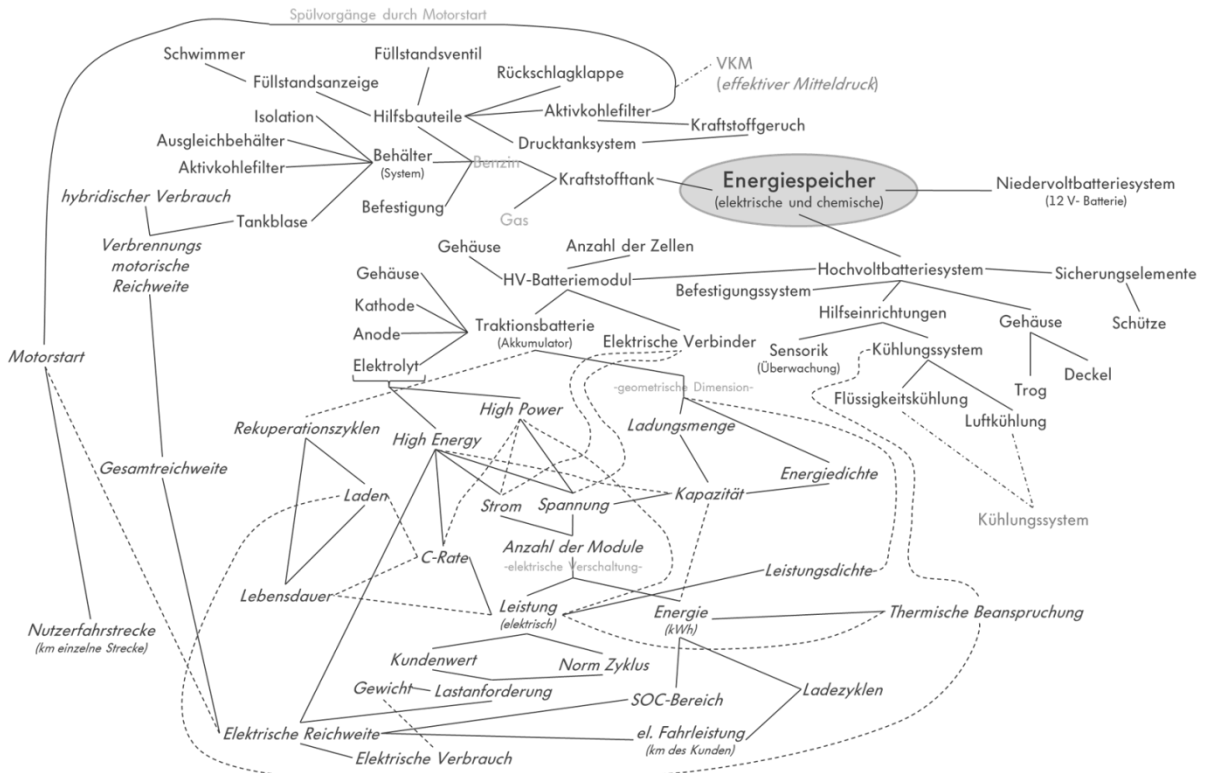 Spülvorgänge durch Motorstart
Schwimmer
Füllstandsventil
Füllstandsanzeige
Rückschlagklappe
VKM
(effektiver Mitteldruck)
Isolation
Hilfsbauteile
Aktivkohlefilter
Kraftstoffgeruch
Ausgleichbehälter
Drucktanksystem
Behälter
(System)
Benzin
Aktivkohlefilter
Kraftstofftank
Energiespeicher
(elektrische und chemische)
Niedervoltbatteriesystem
(12 V- Batterie)
hybridischer Verbrauch
Befestigung
Gas
Tankblase
Verbrennungs
motorische
Reichweite
Gehäuse
Anzahl der Zellen
Gehäuse
HV-Batteriemodul
Hochvoltbatteriesystem
Sicherungselemente
Befestigungssystem
Kathode
Hilfseinrichtungen
Gehäuse
Schütze
Anode
Traktionsbatterie
(Akkumulator)
Elektrische Verbinder
Sensorik
(Überwachung)
Kühlungssystem
Motorstart
Elektrolyt
Deckel
-geometrische Dimension-
Trog
Flüssigkeitskühlung
High Power
Luftkühlung
Rekuperationszyklen
High Energy
Ladungsmenge
Gesamtreichweite
Energiedichte
Laden
Strom
Spannung
Kapazität
Kühlungssystem
C-Rate
Anzahl der Module
-elektrische Verschaltung-
Leistungsdichte
Lebensdauer
Leistung
(elektrisch)
Energie
(kWh)
Thermische Beanspruchung
Nutzerfahrstrecke
(km einzelne Strecke)
Kundenwert
Norm Zyklus
Gewicht
Lastanforderung
SOC-Bereich
Ladezyklen
Elektrische Reichweite
el. Fahrleistung
(km des Kunden)
Elektrische Verbrauch